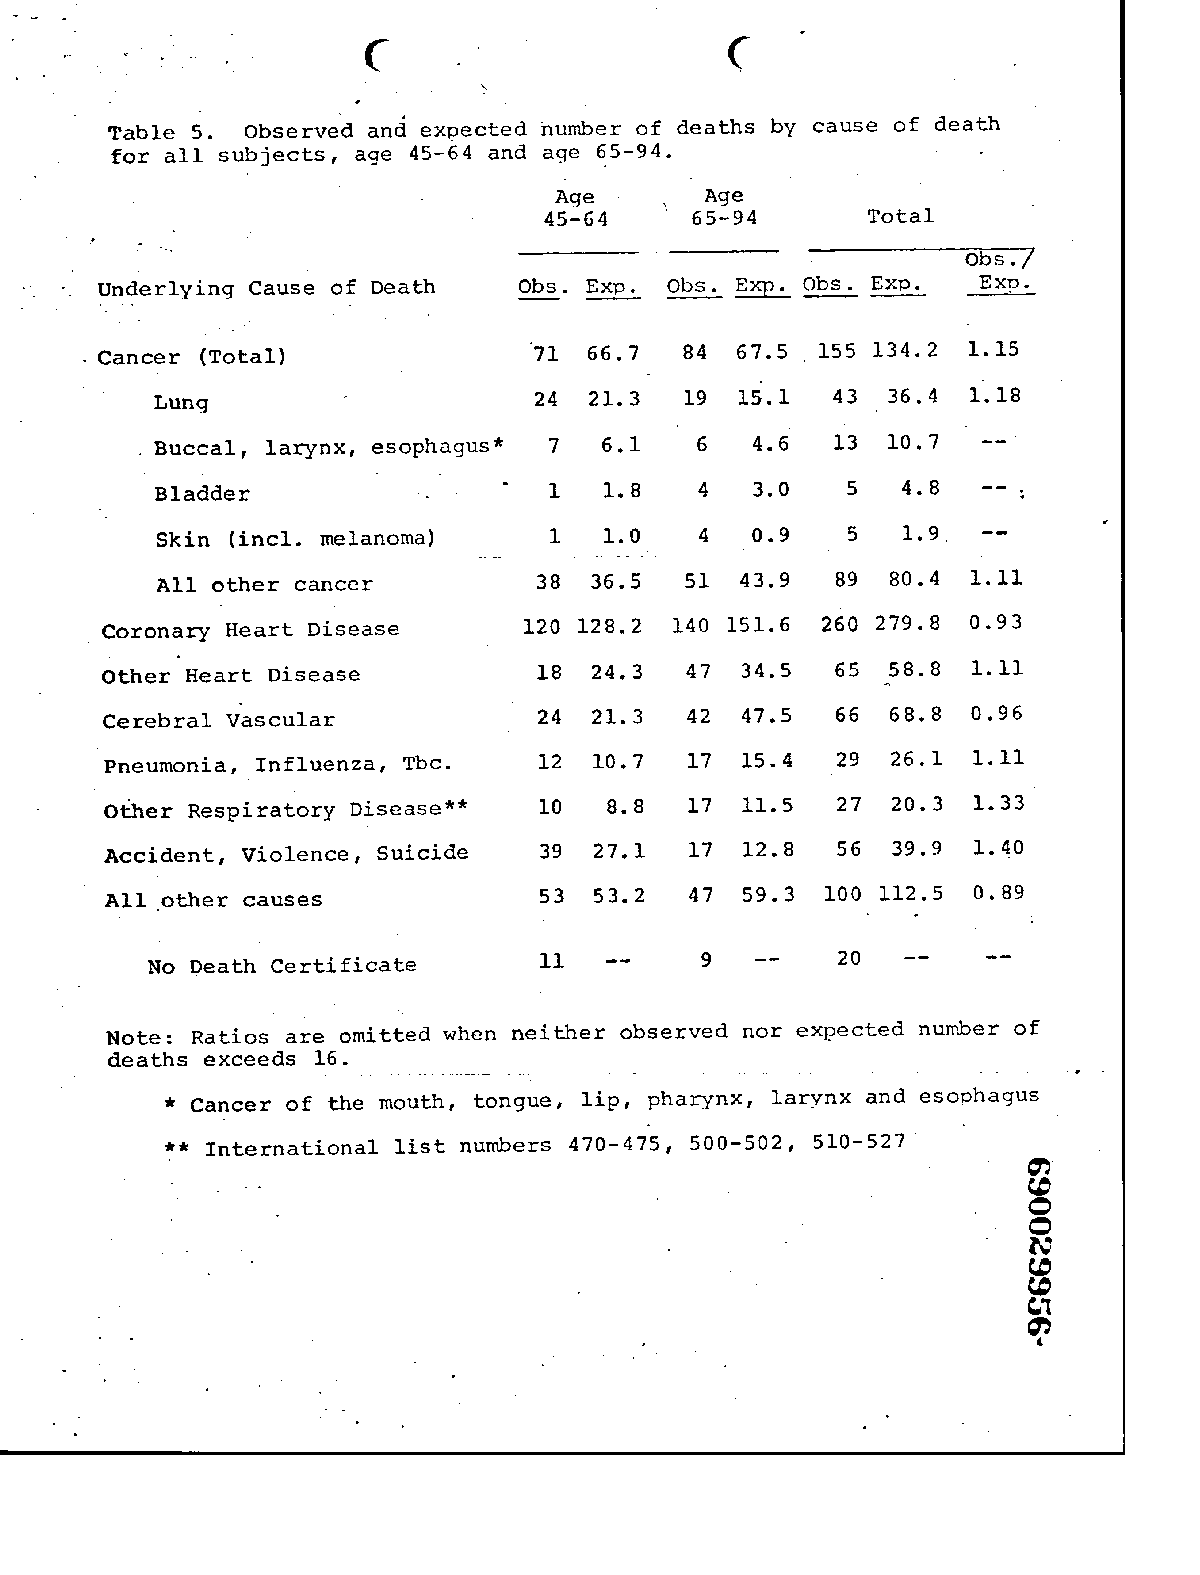 Table 5. Observed and expected number of deaths by cause of death
for all subjects, age 45-64 and age 65-94.
Age Age
45-64 65-94 Total
Obs./
Underlying Cause of Death Obs. Exp. Obs. Exp. Obs. Exp. Exp.
Cancer (Total) 71 66.7 84 67.5 155 134.2 1.15
Lung 24 21.3 19 15.1 43 36.4 1.18
Buccal, larynx, esophagus* 7 6.1 6 4.6 13 10.7 --
Bladder 1 1.8 4 3.0 5 4.8 --
Skin (incl. melanoma) 1 1.0 4 0.9 5 1.9 --
All other cancer 38 36.5 51 43.9 89 80.4 1.11
Coronary Heart Disease 120 128.2 140 151.6 260 279.8 0.93
Other Heart Disease 18 24.3 47 34.5 65 58.8 1.11
Cerebral Vascular 24 21.3 42 47.5 66 68.8 0.96
Pneumonia, Influenza, Tbc. 12 10.7 17 15.4 29 26.1 1.11
Other Respiratory Disease** 10 8.8 17 11.5 27 20.3 1.33
Accident, Violence, Suicide 39 27.1 17 12.8 56 39.9 1.40
All other causes 53 53.2 47 59.3 100 112.5 0.89
No Death Certificate 11 -- 9 -- 20 -- --
Note: Ratios are omitted when neither observed nor expected number of
deaths exceeds 16.
* Cancer of the mouth, tongue, lip, pharynx, larynx and esophagus
** International list numbers 470-475, 500-502, 510-527
690029956